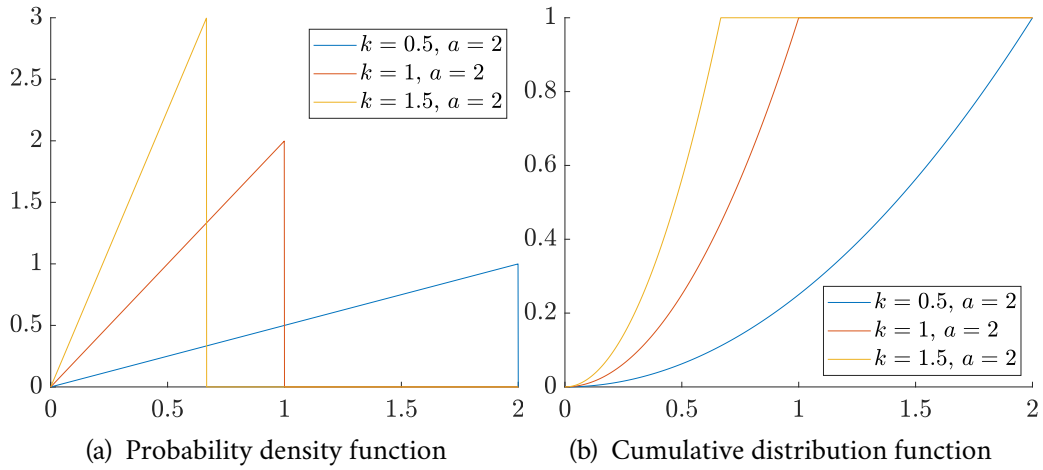 3
2.5
2
1.5
1
0.5
0
0
0.5
1
1.5
2
k = 0.5, a = 2
k = 1, a = 2
k = 1.5, a = 2
(a) Probability density function
1
0.8
0.6
0.4
0.2
0
0
0.5
1
1.5
2
k = 0.5, a = 2
k = 1, a = 2
k = 1.5, a = 2
(b) Cumulative distribution function